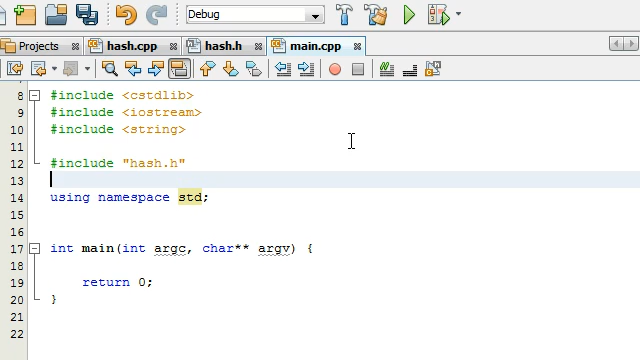 Debug
Projects hash.cpp hash.h main.cpp
8 #include <cstdlib>
9 #include <iostream>
10 #include <string>
11
12 #include "hash.h"
13
14 using namespace std;
15
16
17 int main(int argc, char** argv) {
18
19 return 0;
20 }
21
22